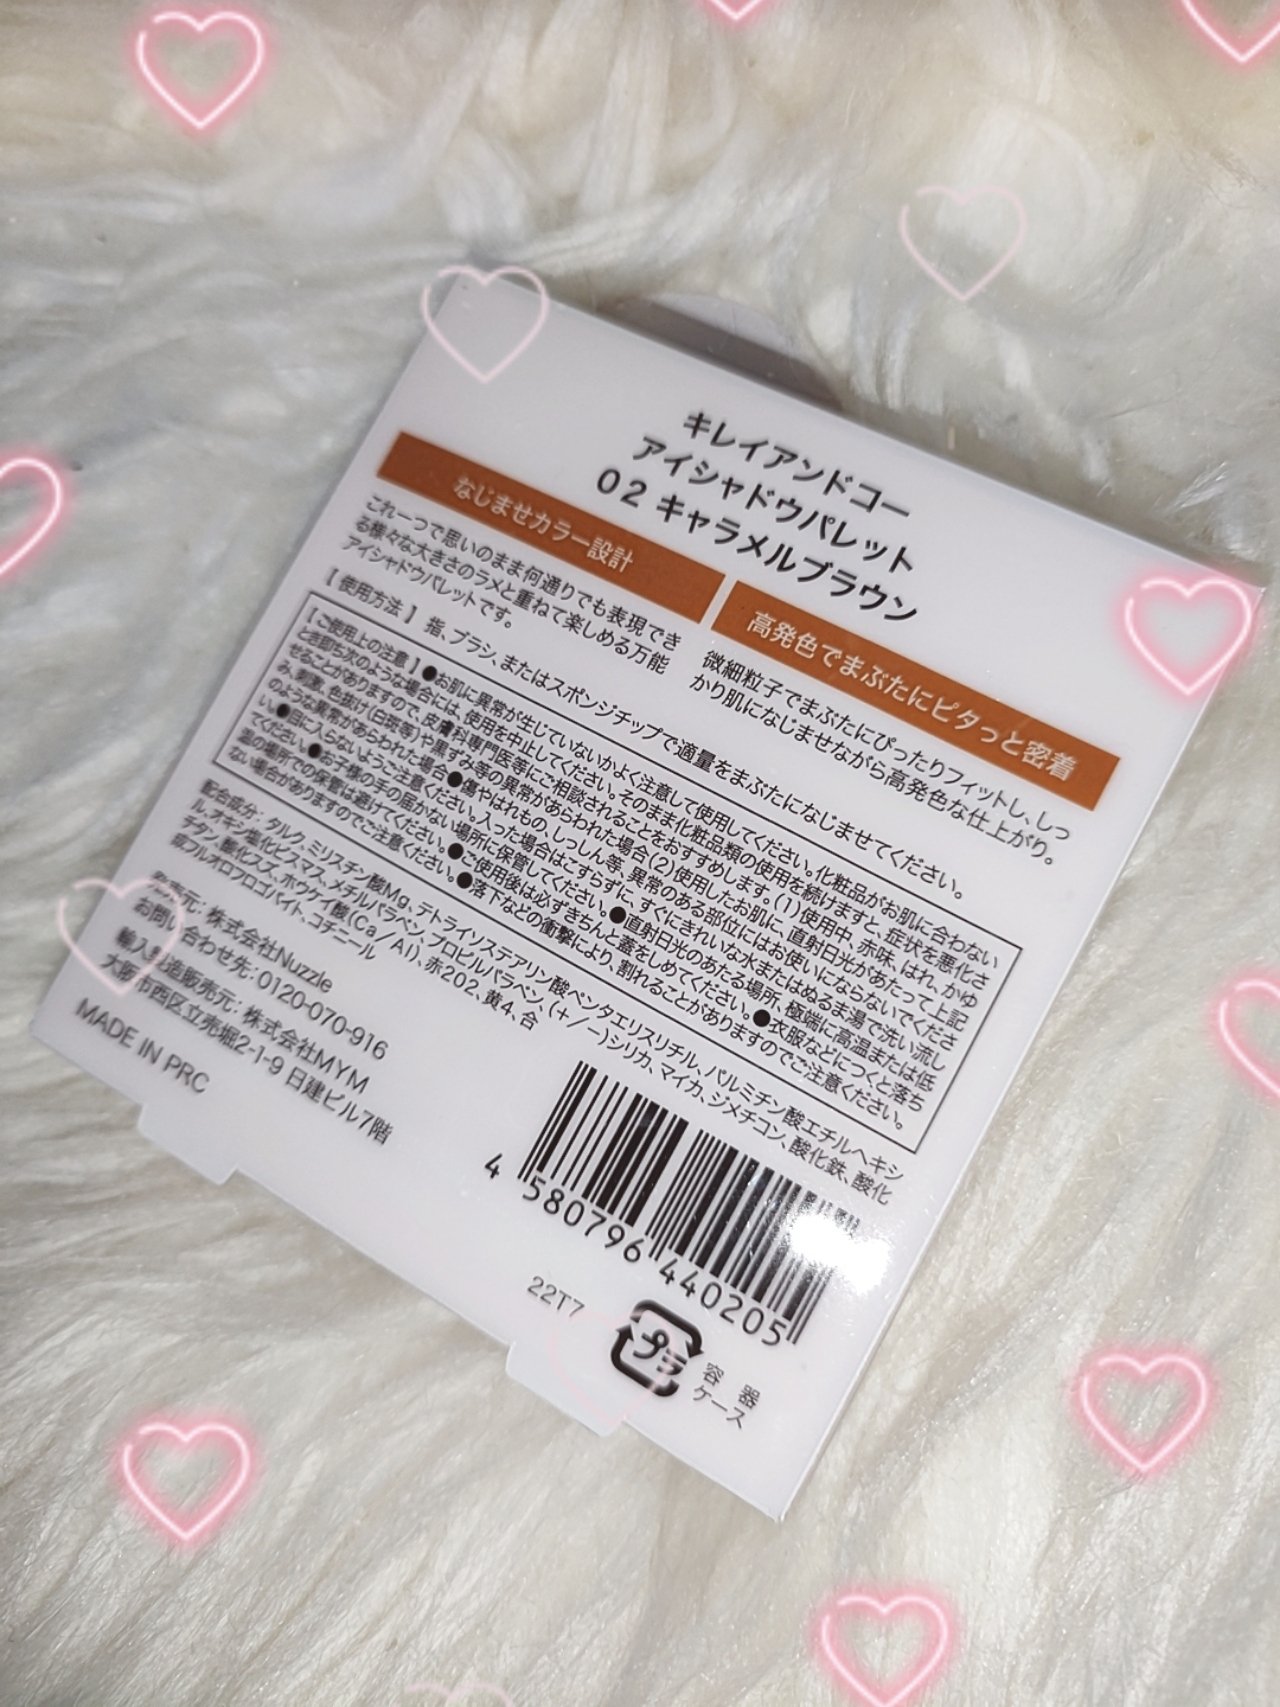 キレイアンドコー
アイシャドウパレット
02 キャラメルブラウン
なじませカラー設計
これ一つで思いのまま何通りでも表現でき
る様々な大きさのラメと重ねて楽しめる万能
アイシャドウパレットです。
高発色でまぶたにピタっと密着
微細粒子でまぶたにぴったりフィットし、しっ
かり肌になじませながら高発色な仕上がり。
【 使用方法 】 指、ブラシ、またはスポンジチップで適量をまぶたになじませてください。
【ご使用上の注意 】●お肌に異常が生じていないかよく注意して使用してください。化粧品がお肌に合わない
とき即ち次のような場合には、使用を中止してください。そのまま化粧品類の使用を続けますと、症状を悪化さ
せることがありますので、皮膚科専門医等にご相談されることをおすすめします。(1)使用中、赤味、はれ、かゆ
み、刺激、色抜け(白斑等)や黒ずみ等の異常があらわれた場合(2)使用したお肌に、直射日光があたって上記
のような異常があらわれた場合●傷やはれもの、しっしん等、異常のある部位にはお使いにならないでくださ
い。●目に入らないようご注意ください。入った場合はこすらずに、すぐにきれいな水またはぬるま湯で洗い流し
てください。●お子様の手の届かない場所に保管してください。●直射日光のあたる場所、極端に高温または低
温の場所での保管は避けてください。●ご使用後は必ずきちんと蓋をしめてください。●衣服などにつくと落ち
ない場合がありますのでご注意ください。●落下などの衝撃により、割れることがありますのでご注意ください。
配合成分: タルク、ミリスチン酸Mg、テトライソステアリン酸ペンタエリスリチル、パルミチン酸エチルヘキシ
ル、オキシ塩化ビスマス、メチルパラベン、プロピルパラベン、(+/−)シリカ、マイカ、ジメチコン、酸化鉄、酸化
チタン、酸化スズ、ホウケイ酸(Ca/Al)、赤202、黄4、合
成フルオロフロゴパイト、コチニール
発売元: 株式会社Nuzzle
お問い合わせ先:0120-070-916
輸入製造販売元: 株式会社MYM
大阪市西区立売堀2-1-9 日建ビル7階
MADE IN PRC
4 580796 440205
22T7
プラ
容 器
ケース